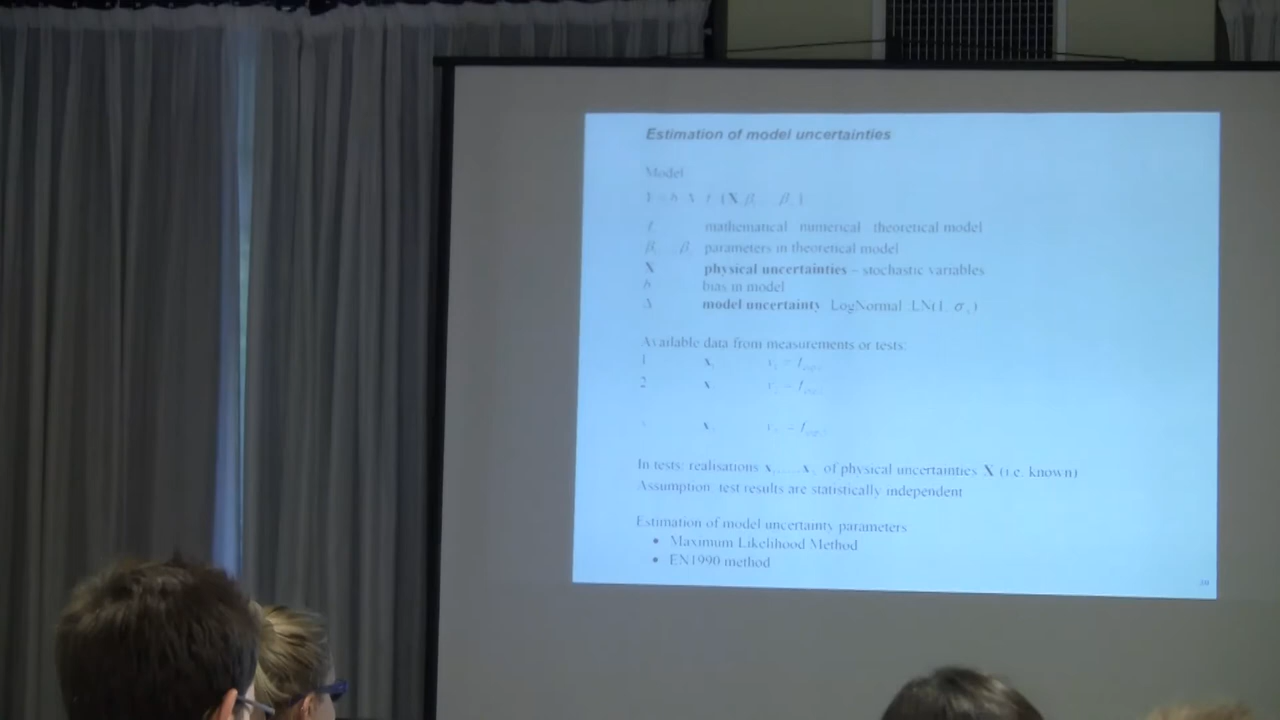 Estimation of model uncertainties
Model
mathematical numerical theoretical model
parameters in theoretical model
X physical uncertainties – stochastic variables
b bias in model
Δ model uncertainty LogNormal
Available data from measurements or tests:
1
2
In tests: realisations of physical uncertainties X (i.e. known)
Assumption: test results are statistically independent
Estimation of model uncertainty parameters
• Maximum Likelihood Method
• EN1990 method